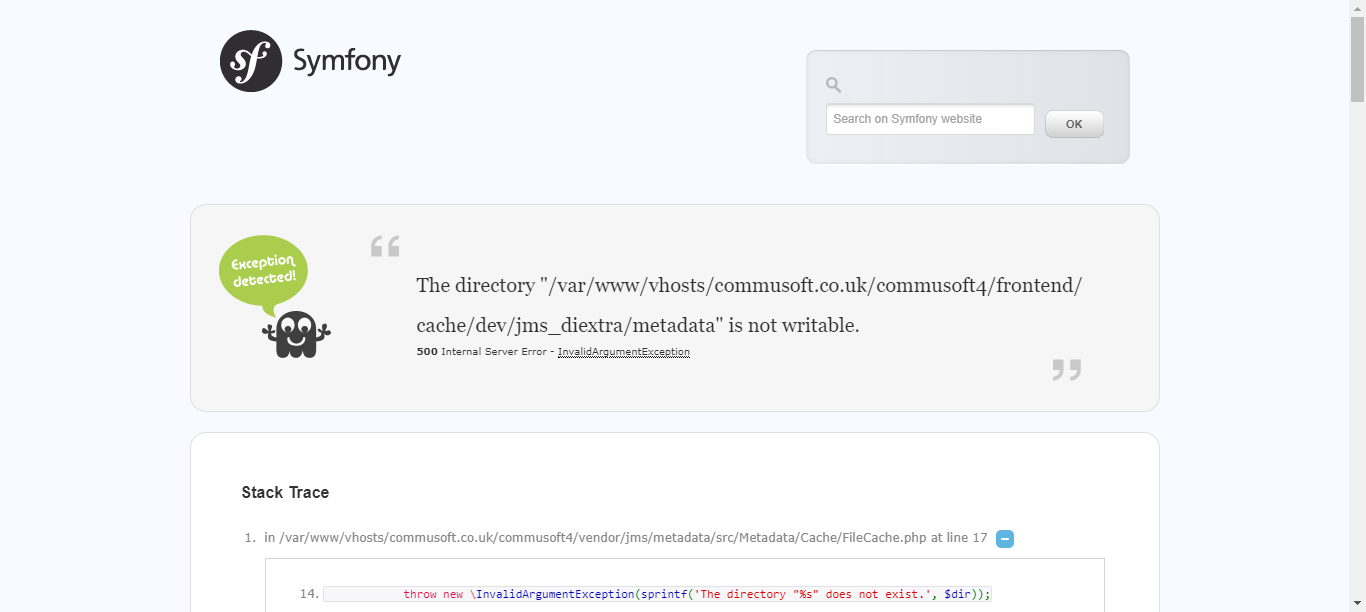 sf Symfony
Search on Symfony website
OK
Exception
detected!
“
The directory "/var/www/vhosts/commusoft.co.uk/commusoft4/frontend/
cache/dev/jms_diextra/metadata" is not writable.
500 Internal Server Error - InvalidArgumentException
”
Stack Trace
1. in /var/www/vhosts/commusoft.co.uk/commusoft4/vendor/jms/metadata/src/Metadata/Cache/FileCache.php at line 17
14. throw new \InvalidArgumentException(sprintf('The directory "%s" does not exist.', $dir));